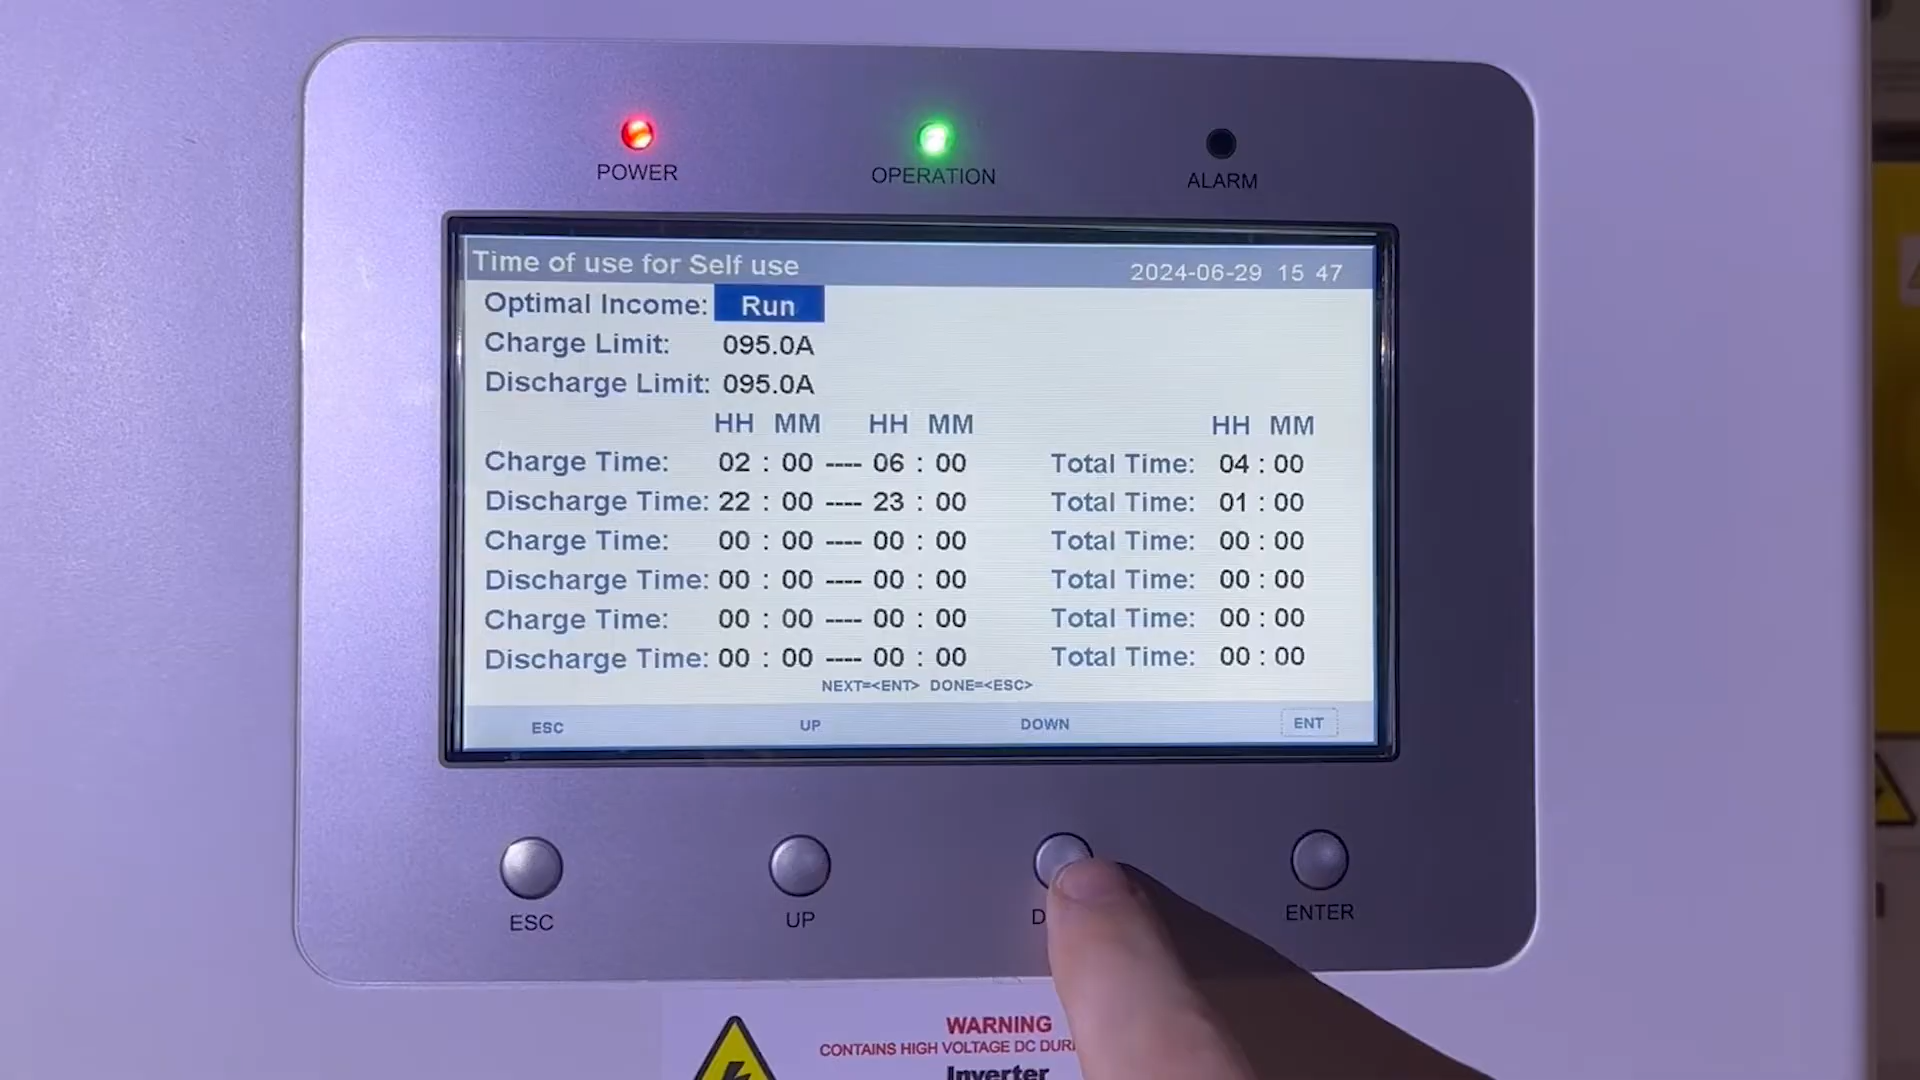 POWER
OPERATION
ALARM
Time of use for Self use 2024-06-29 15 47
Optimal Income: Run
Charge Limit: 095.0A
Discharge Limit: 095.0A
HH MM HH MM HH MM
Charge Time: 02 : 00 ---- 06 : 00 Total Time: 04 : 00
Discharge Time: 22 : 00 ---- 23 : 00 Total Time: 01 : 00
Charge Time: 00 : 00 ---- 00 : 00 Total Time: 00 : 00
Discharge Time: 00 : 00 ---- 00 : 00 Total Time: 00 : 00
Charge Time: 00 : 00 ---- 00 : 00 Total Time: 00 : 00
Discharge Time: 00 : 00 ---- 00 : 00 Total Time: 00 : 00
NEXT=<ENT> DONE=<ESC>
ESC UP DOWN ENT
ESC
UP
D
ENTER
WARNING
CONTAINS HIGH VOLTAGE DC
Inverter